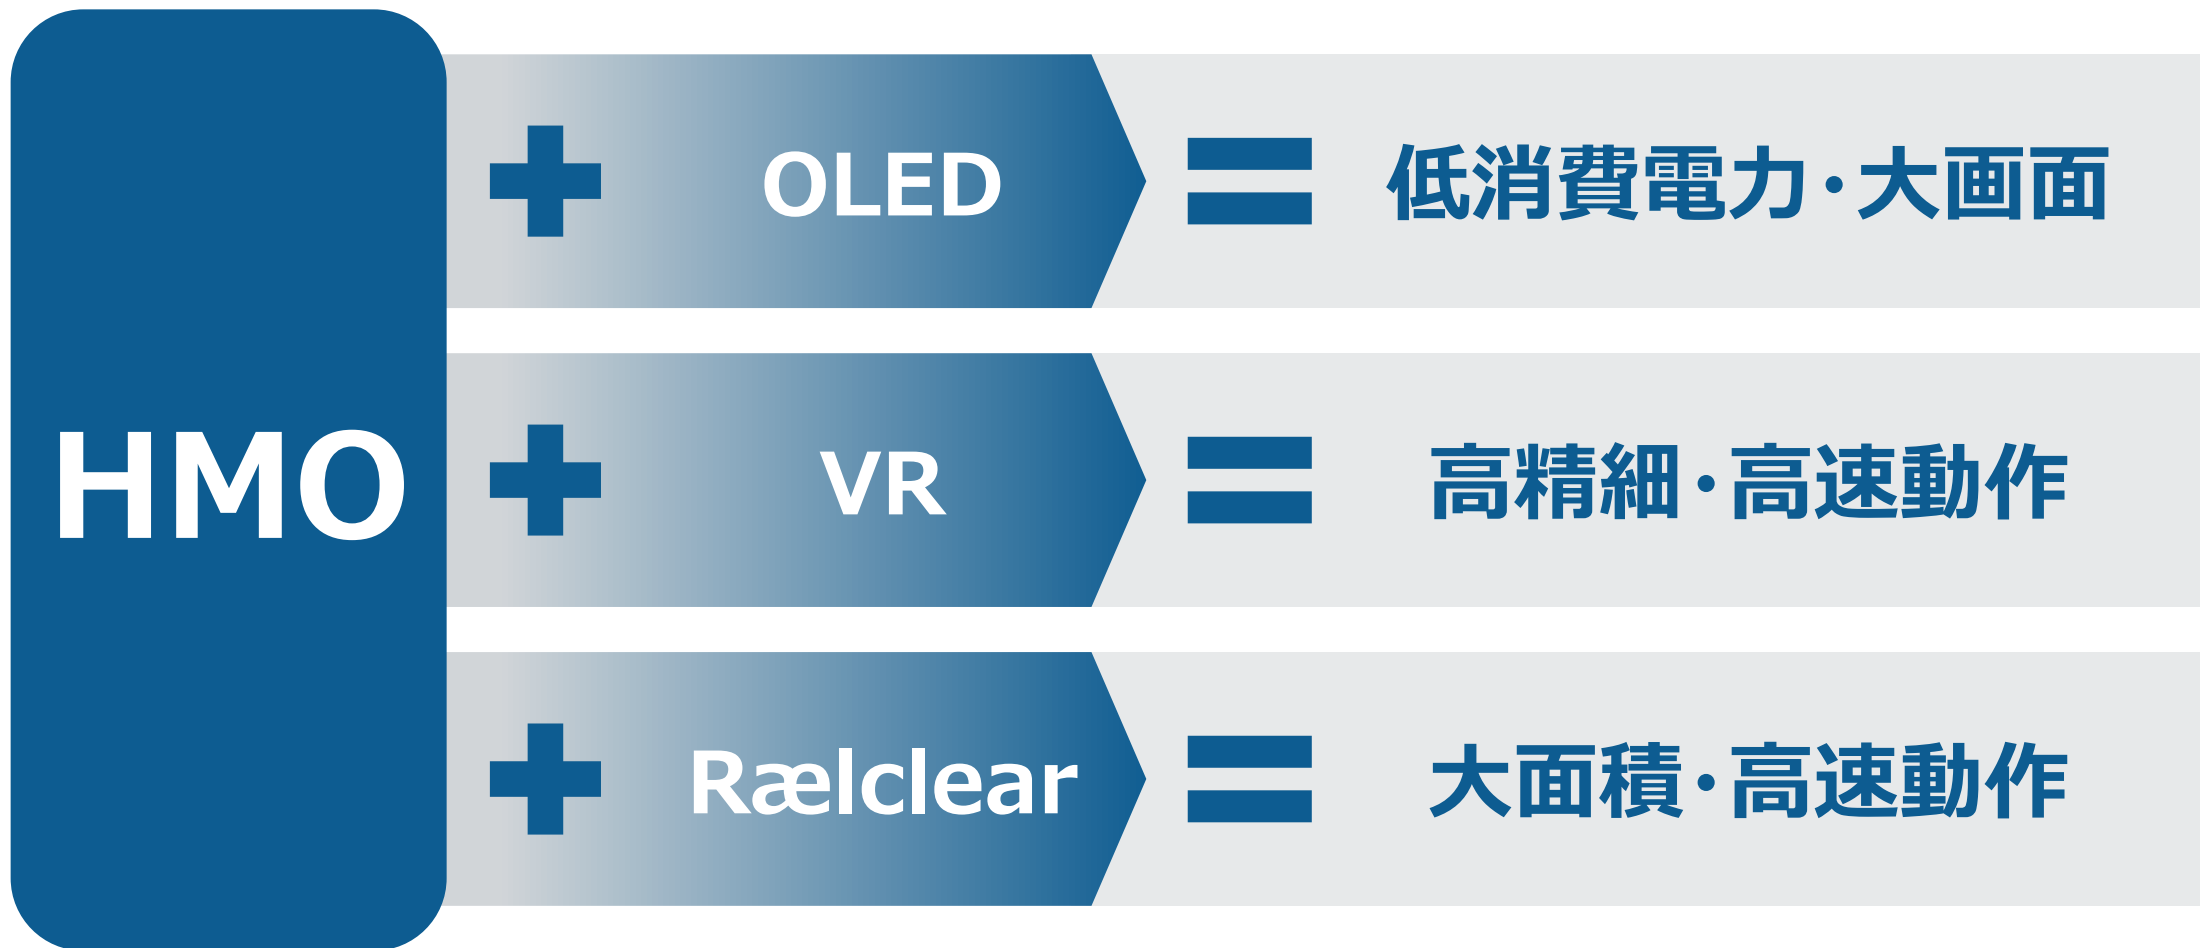 HMO
+ OLED = 低消費電力・大画面
+ VR = 高精細・高速動作
+ Rælclear = 大面積・高速動作